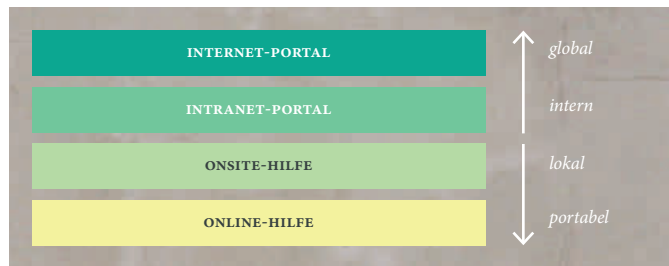 INTERNET-PORTAL
global
INTRANET-PORTAL
intern
ONSITE-HILFE
lokal
ONLINE-HILFE
portabel